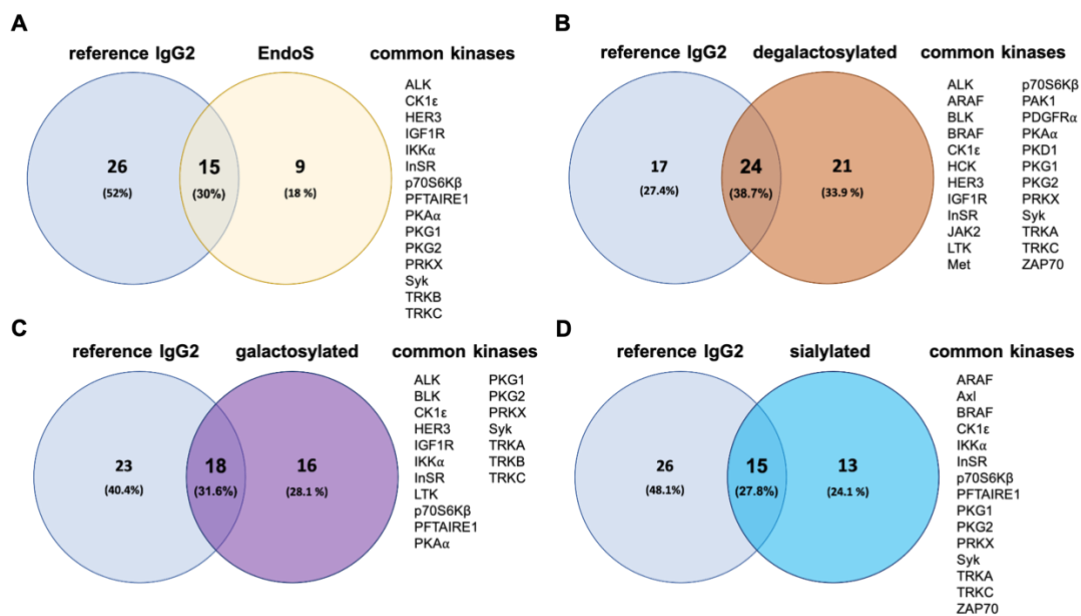 A
reference IgG2
EndoS
common kinases
26
(52%)
15
(30%)
9
(18 %)
ALK
CK1ε
HER3
IGF1R
IKKα
InSR
p70S6Kβ
PFTAIRE1
PKAα
PKG1
PKG2
PRKX
Syk
TRKB
TRKC
B
reference IgG2
degalactosylated
common kinases
17
(27.4%)
24
(38.7%)
21
(33.9 %)
ALK
ARAF
BLK
BRAF
CK1ε
HCK
HER3
IGF1R
InSR
JAK2
LTK
Met
p70S6Kβ
PAK1
PDGFRα
PKAα
PKD1
PKG1
PKG2
PRKX
Syk
TRKA
TRKC
ZAP70
C
reference IgG2
galactosylated
common kinases
23
(40.4%)
18
(31.6%)
16
(28.1 %)
ALK
BLK
CK1ε
HER3
IGF1R
IKKα
InSR
LTK
p70S6Kβ
PFTAIRE1
PKAα
PKG1
PKG2
PRKX
Syk
TRKA
TRKB
TRKC
D
reference IgG2
sialylated
common kinases
26
(48.1%)
15
(27.8%)
13
(24.1 %)
ARAF
Axl
BRAF
CK1ε
IKKα
InSR
p70S6Kβ
PFTAIRE1
PKG1
PKG2
PRKX
Syk
TRKA
TRKC
ZAP70